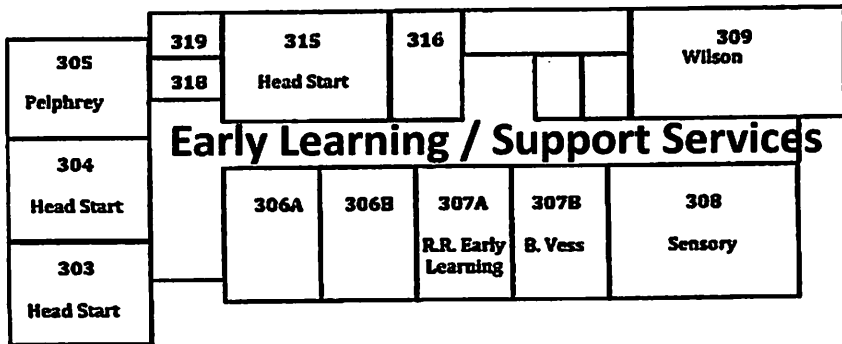 319
315
316
309
Wilson
305
Pelphrey
318
Head Start
Early Learning / Support Services
304
Head Start
306A
306B
307A
R.R. Early
Learning
307B
B. Vess
308
Sensory
303
Head Start